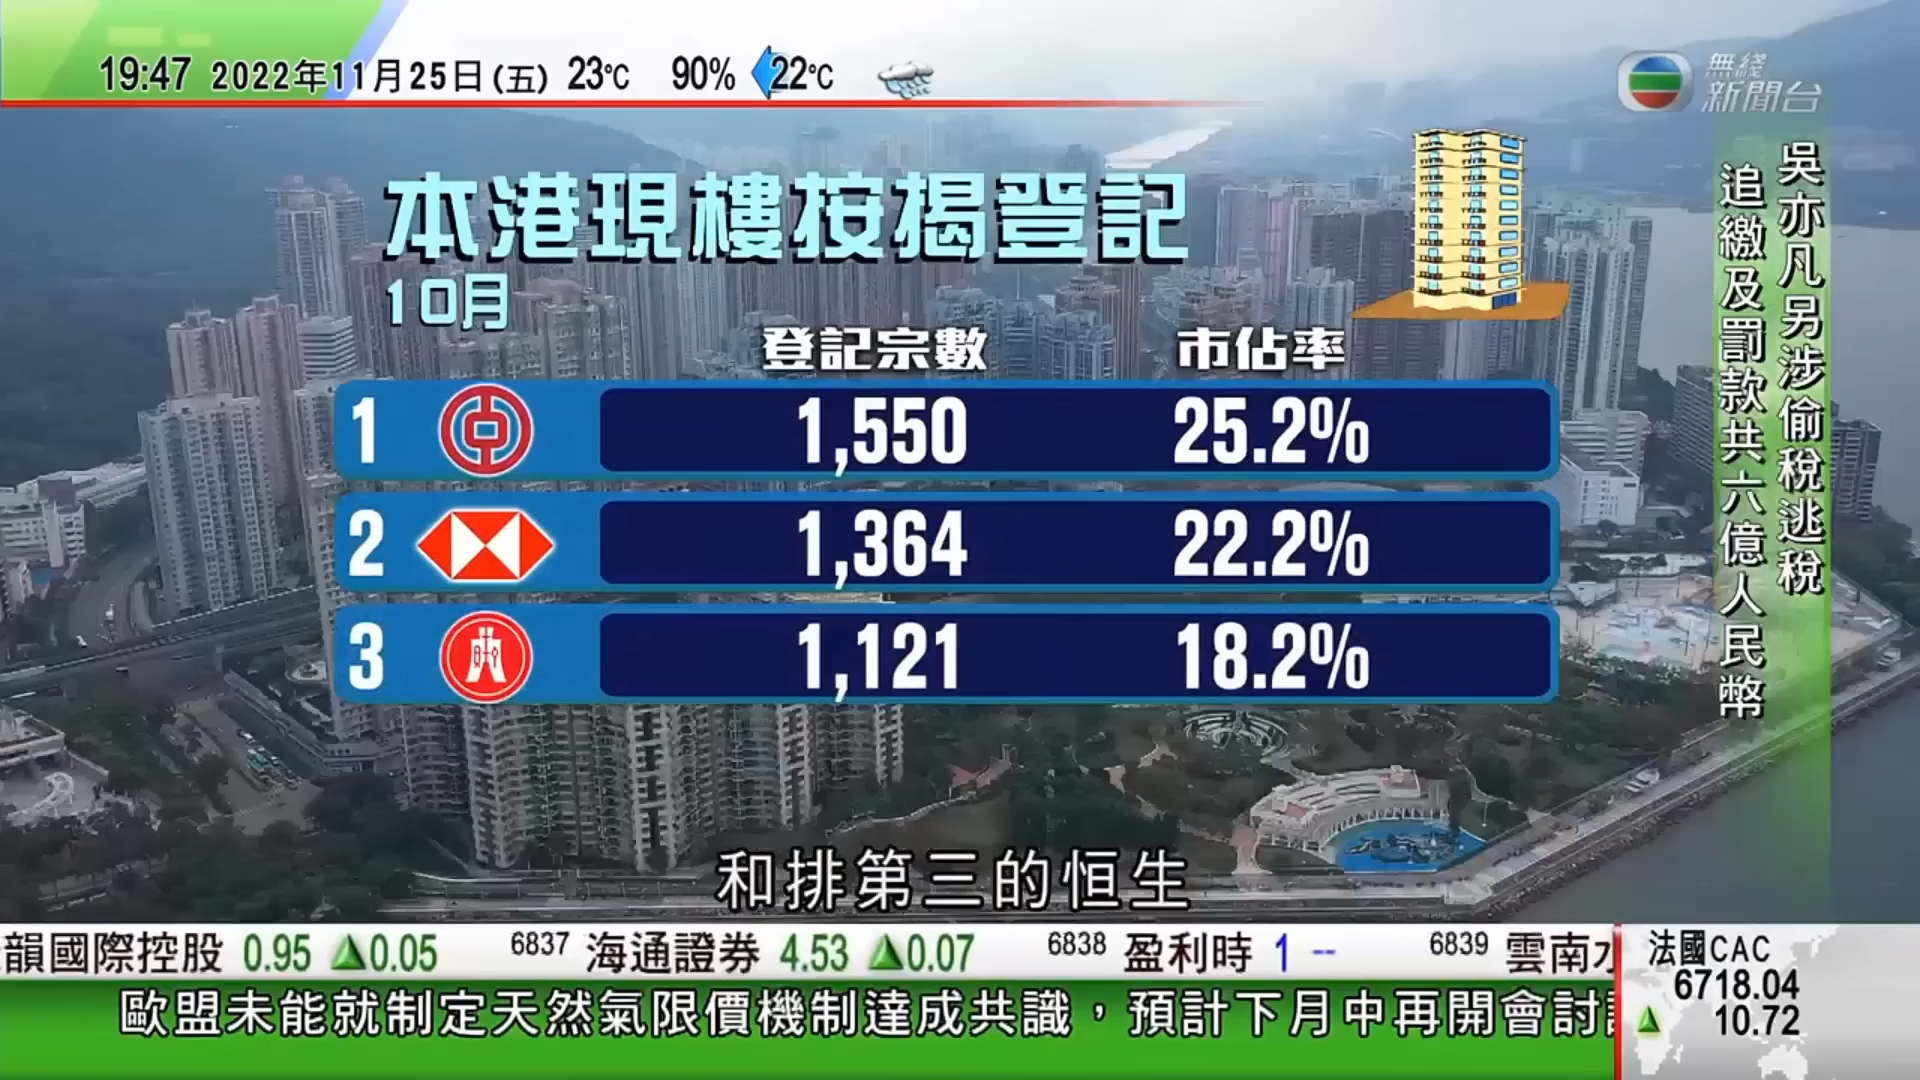 19:47 2022年11月25日(五) 23℃ 90% 22℃
無綫
新聞台
本港現樓按揭登記
10月
登記宗數 市佔率
1 1,550 25.2%
2 1,364 22.2%
3 1,121 18.2%
吳亦凡另涉偷稅逃稅
追繳及罰款共六億人民幣
和排第三的恒生
韻國際控股 0.95 ▲0.05 6837 海通證券 4.53 ▲0.07 6838 盈利時 1 -- 6839 雲南水
歐盟未能就制定天然氣限價機制達成共識，預計下月中再開會討
法國CAC
6718.04
▲ 10.72